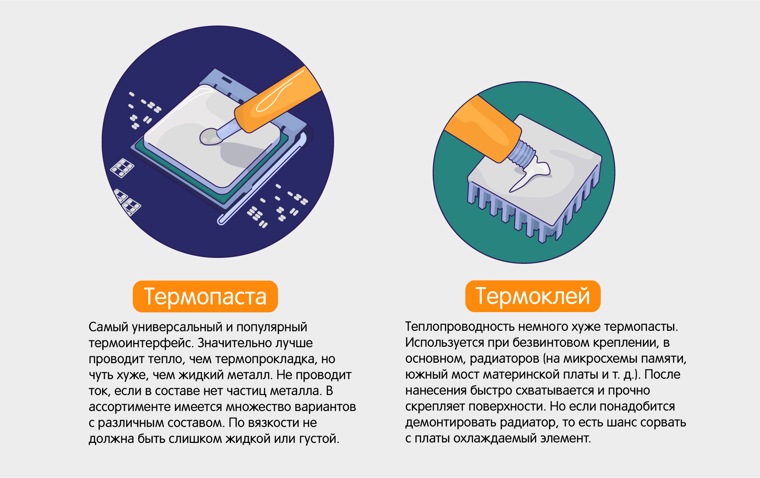 Термопаста
Самый универсальный и популярный
термоинтерфейс. Значительно лучше
проводит тепло, чем термопрокладка, но
чуть хуже, чем жидкий металл. Не проводит
ток, если в составе нет частиц металла. В
ассортименте имеется множество вариантов
с различным составом. По вязкости не
должна быть слишком жидкой или густой.
Термоклей
Теплопроводность немного хуже термопасты.
Используется при безвинтовом креплении, в
основном, радиаторов (на микросхемы памяти,
южный мост материнской платы и т. д.). После
нанесения быстро схватывается и прочно
скрепляет поверхности. Но если понадобится
демонтировать радиатор, то есть шанс сорвать
с платы охлаждаемый элемент.